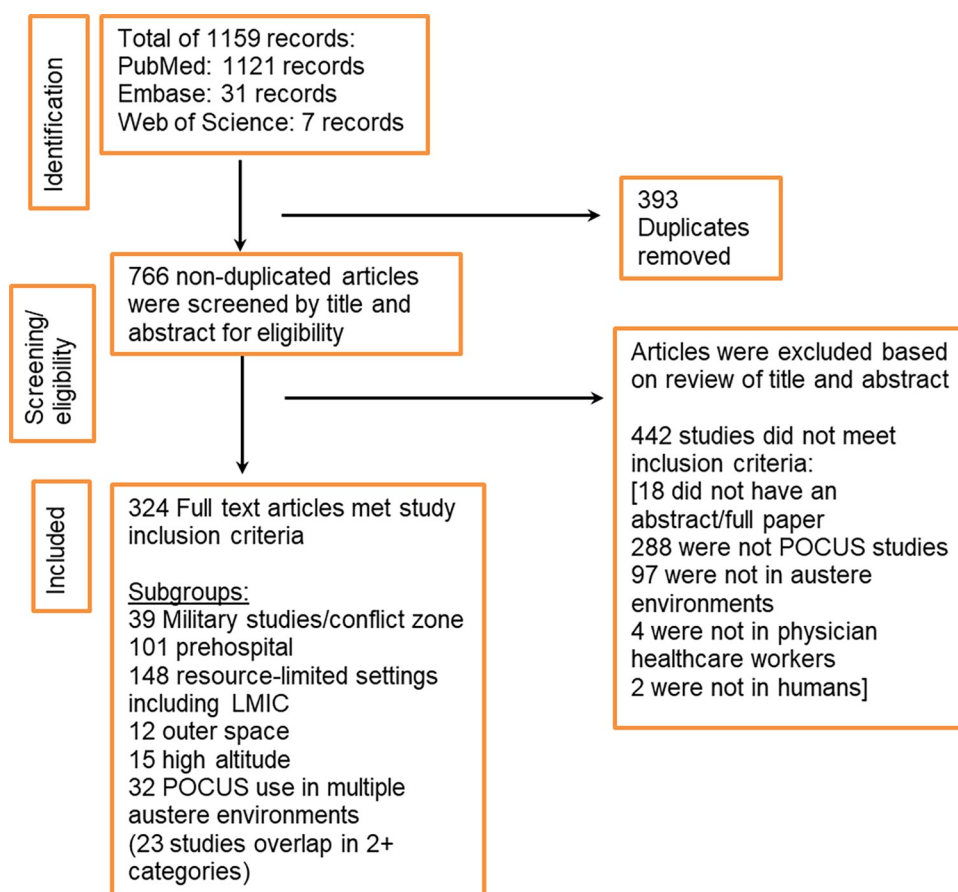 Identification
Total of 1159 records:
PubMed: 1121 records
Embase: 31 records
Web of Science: 7 records
393
Duplicates
removed
Screening/
eligibility
766 non-duplicated articles
were screened by title and
abstract for eligibility
Articles were excluded based
on review of title and abstract
442 studies did not meet
inclusion criteria:
[18 did not have an
abstract/full paper
288 were not POCUS studies
97 were not in austere
environments
4 were not in physician
healthcare workers
2 were not in humans]
Included
324 Full text articles met study
inclusion criteria
Subgroups:
39 Military studies/conflict zone
101 prehospital
148 resource-limited settings
including LMIC
12 outer space
15 high altitude
32 POCUS use in multiple
austere environments
(23 studies overlap in 2+
categories)